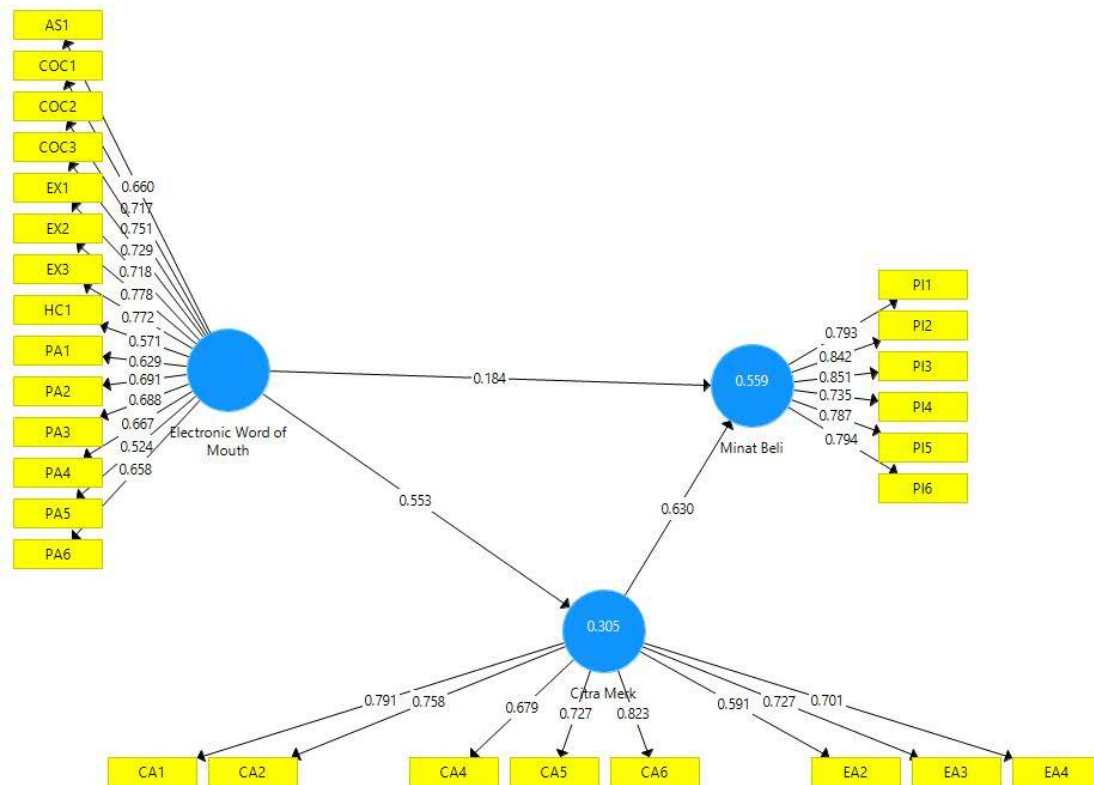 AS1
COC1
COC2
COC3
EX1
EX2
EX3
HC1
PA1
PA2
PA3
PA4
PA5
PA6
0.660
0.717
0.751
0.729
0.718
0.778
0.772
0.571
0.629
0.691
0.688
0.667
0.524
0.658
Electronic Word of
Mouth
0.184
0.553
0.630
0.559
Minat Beli
0.793
0.842
0.851
0.735
0.787
0.794
PI1
PI2
PI3
PI4
PI5
PI6
0.305
Citra Merk
0.791
0.758
0.679
0.727
0.823
0.591
0.727
0.701
CA1
CA2
CA4
CA5
CA6
EA2
EA3
EA4